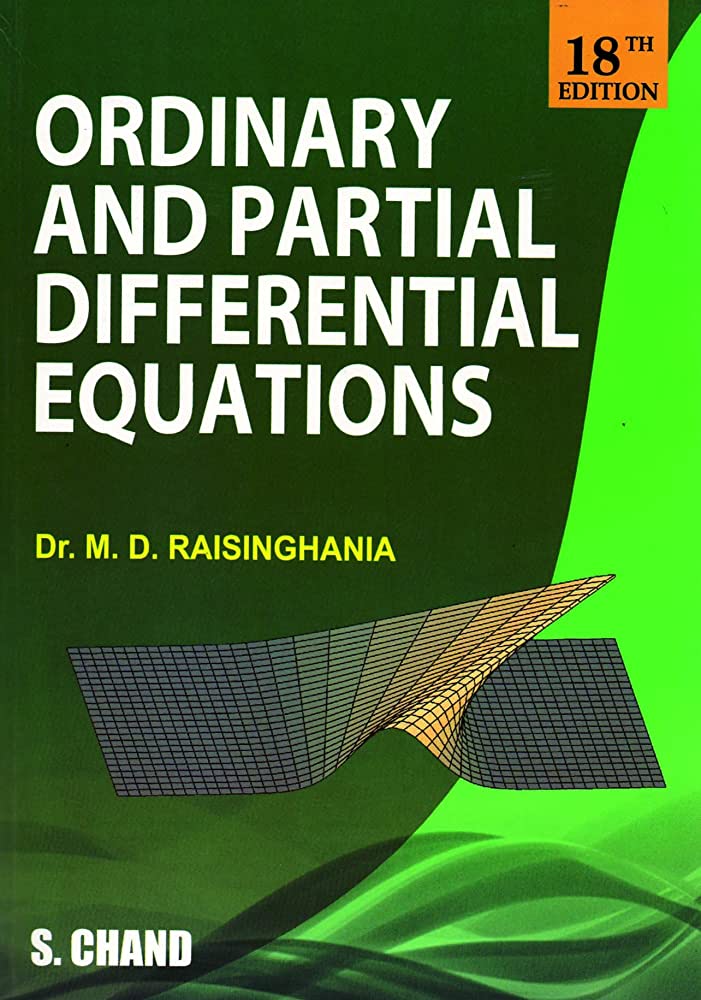 18TH
EDITION
ORDINARY
AND PARTIAL
DIFFERENTIAL
EQUATIONS
Dr. M. D. RAISINGHANIA
S. CHAND